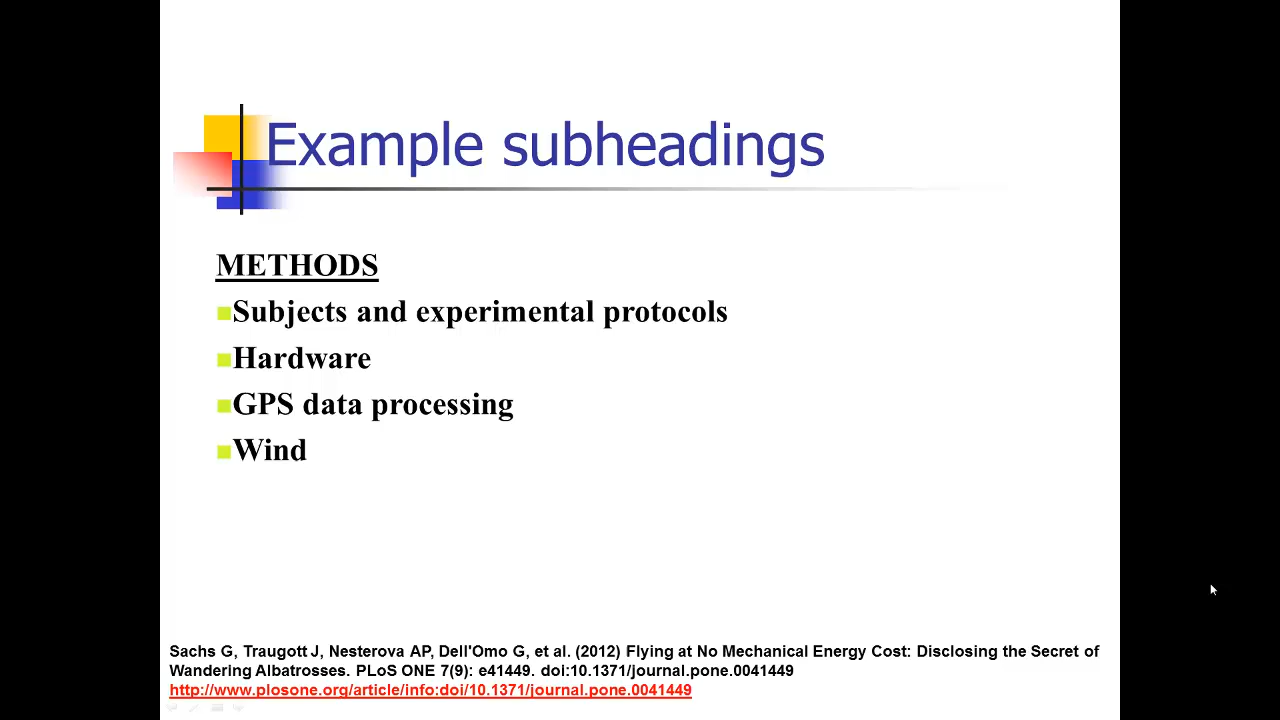 Example subheadings
METHODS
Subjects and experimental protocols
Hardware
GPS data processing
Wind
Sachs G, Traugott J, Nesterova AP, Dell'Omo G, et al. (2012) Flying at No Mechanical Energy Cost: Disclosing the Secret of
Wandering Albatrosses. PLoS ONE 7(9): e41449. doi:10.1371/journal.pone.0041449
http://www.plosone.org/article/info:doi/10.1371/journal.pone.0041449